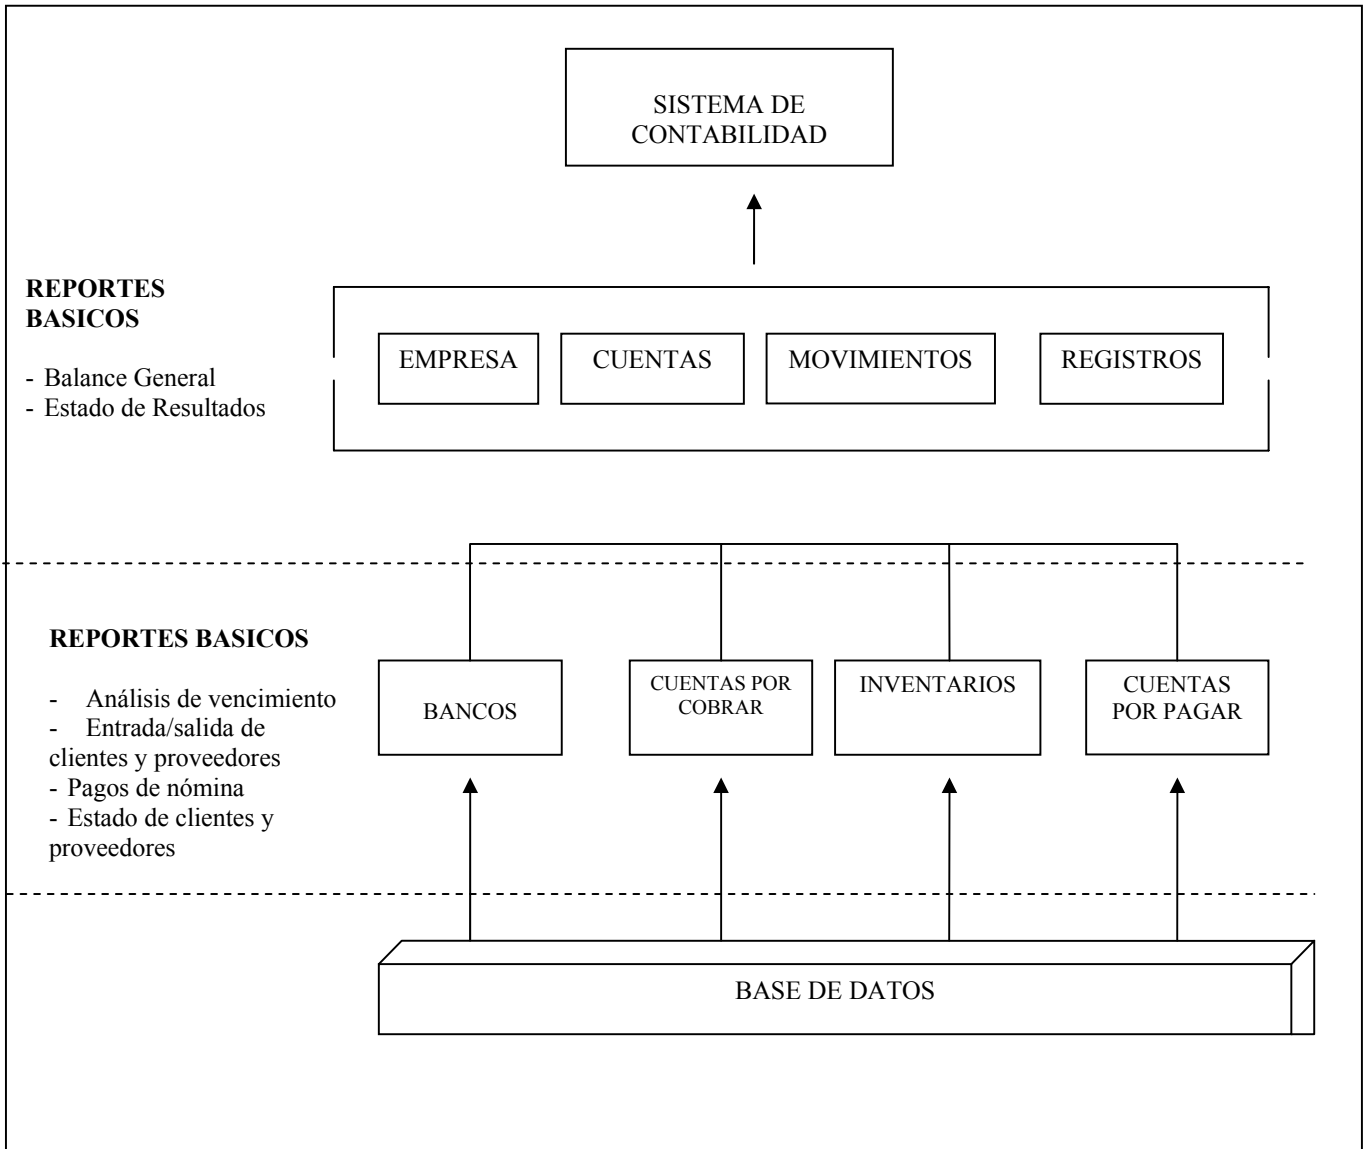 SISTEMA DE
CONTABILIDAD
REPORTES
BASICOS
- Balance General
- Estado de Resultados
EMPRESA
CUENTAS
MOVIMIENTOS
REGISTROS
REPORTES BASICOS
- Análisis de vencimiento
- Entrada/salida de
clientes y proveedores
- Pagos de nómina
- Estado de clientes y
proveedores
BANCOS
CUENTAS POR
COBRAR
INVENTARIOS
CUENTAS
POR PAGAR
BASE DE DATOS